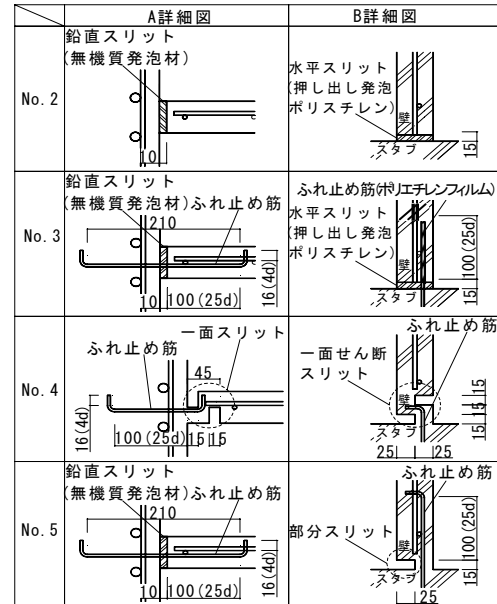 A詳細図
B詳細図
No.2
鉛直スリット
(無機質発泡材)
10
水平スリット
(押し出し発泡
ポリスチレン)
壁
スタブ
15
No.3
鉛直スリット
(無機質発泡材)ふれ止め筋
210
10
100(25d)
16(4d)
ふれ止め筋(ポリエチレンフィルム)
水平スリット
(押し出し発泡
ポリスチレン)
壁
スタブ
100(25d)
15
No.4
一面スリット
ふれ止め筋
45
16(4d)
100(25d)
15
15
ふれ止め筋
一面せん断
スリット
壁
スタブ
15
15
15
25
25
No.5
鉛直スリット
(無機質発泡材)ふれ止め筋
210
10
100(25d)
16(4d)
ふれ止め筋
部分スリット
壁
スタブ
100(25d)
15
25